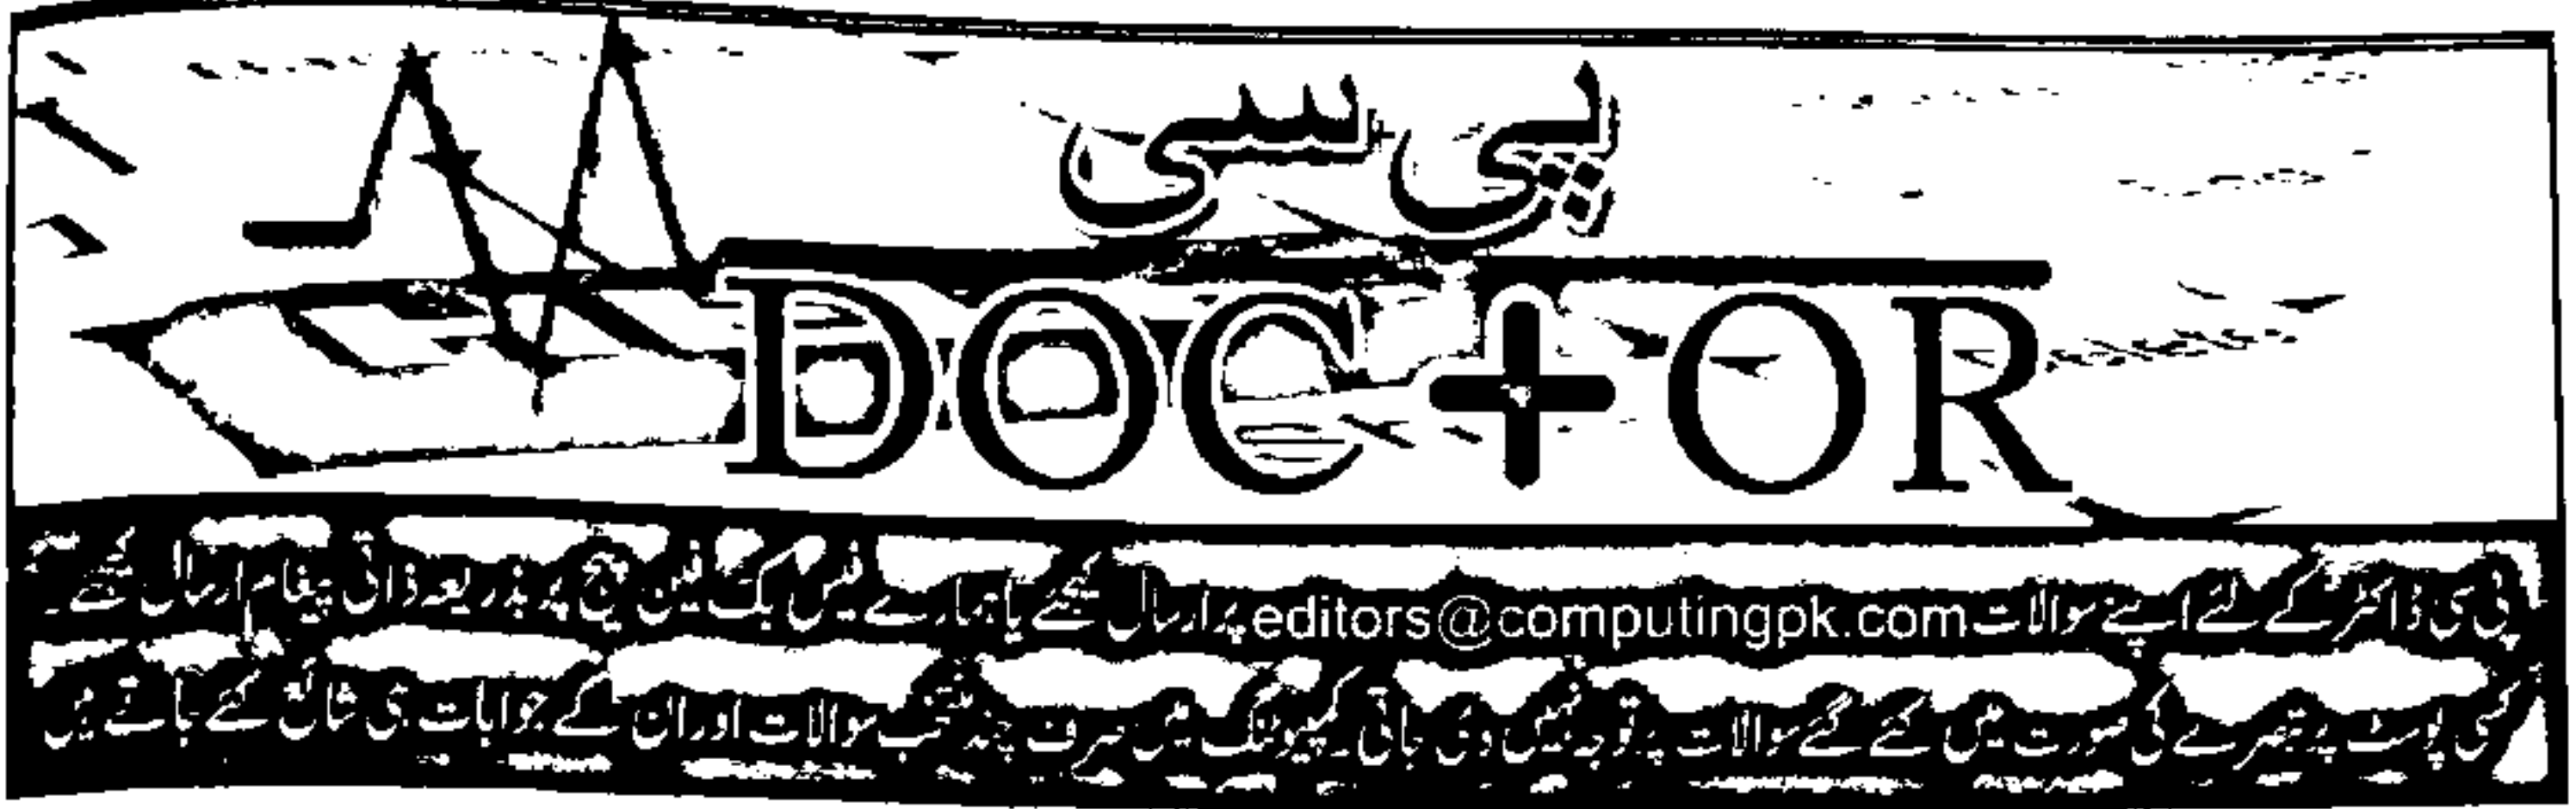 پی سی
DOCTOR
پی سی ڈاکٹر کے لئے اپنے سوالات editors@computingpk.com پر ارسال کیجئے یا ہمارے فیس بک فین پیج پر بذریعہ ذاتی پیغام ارسال کیجئے۔
کسی پوسٹ پر تبصرے کی صورت میں کئے گئے سوالات پر توجہ نہیں دی جاتی۔ کمپیوٹنگ میں صرف چند منتخب سوالات اور ان کے جوابات ہی شائع کئے جاتے ہیں